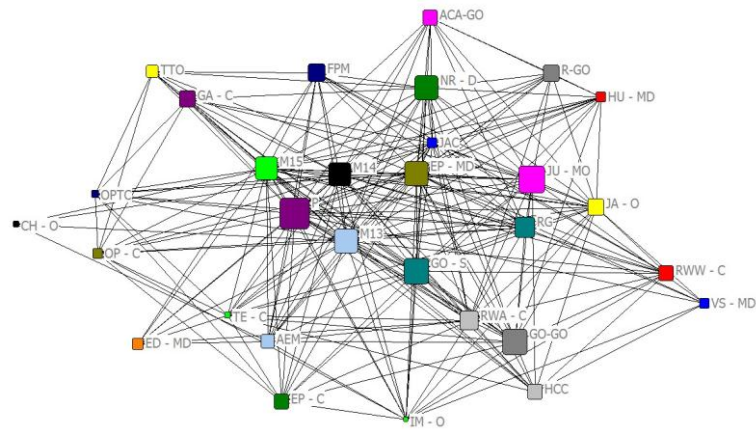 ACA-GO
TTO
FPM
R-GO
GA - C
NR - D
HU - MD
JACS
M15
M14
EP - MD
JU - MO
OPTC
JA - O
CH - O
RG
M13
OP - C
GO - S
RWW - C
VS - MD
TE - C
RWA - C
ED - MD
AEM
GO-GO
HCC
EP - C
IM - O